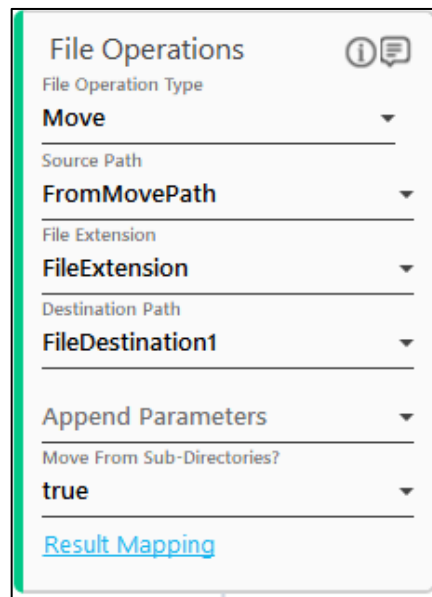 File Operations
File Operation Type
Move
Source Path
FromMovePath
File Extension
FileExtension
Destination Path
FileDestination1
Append Parameters
Move From Sub-Directories?
true
Result Mapping